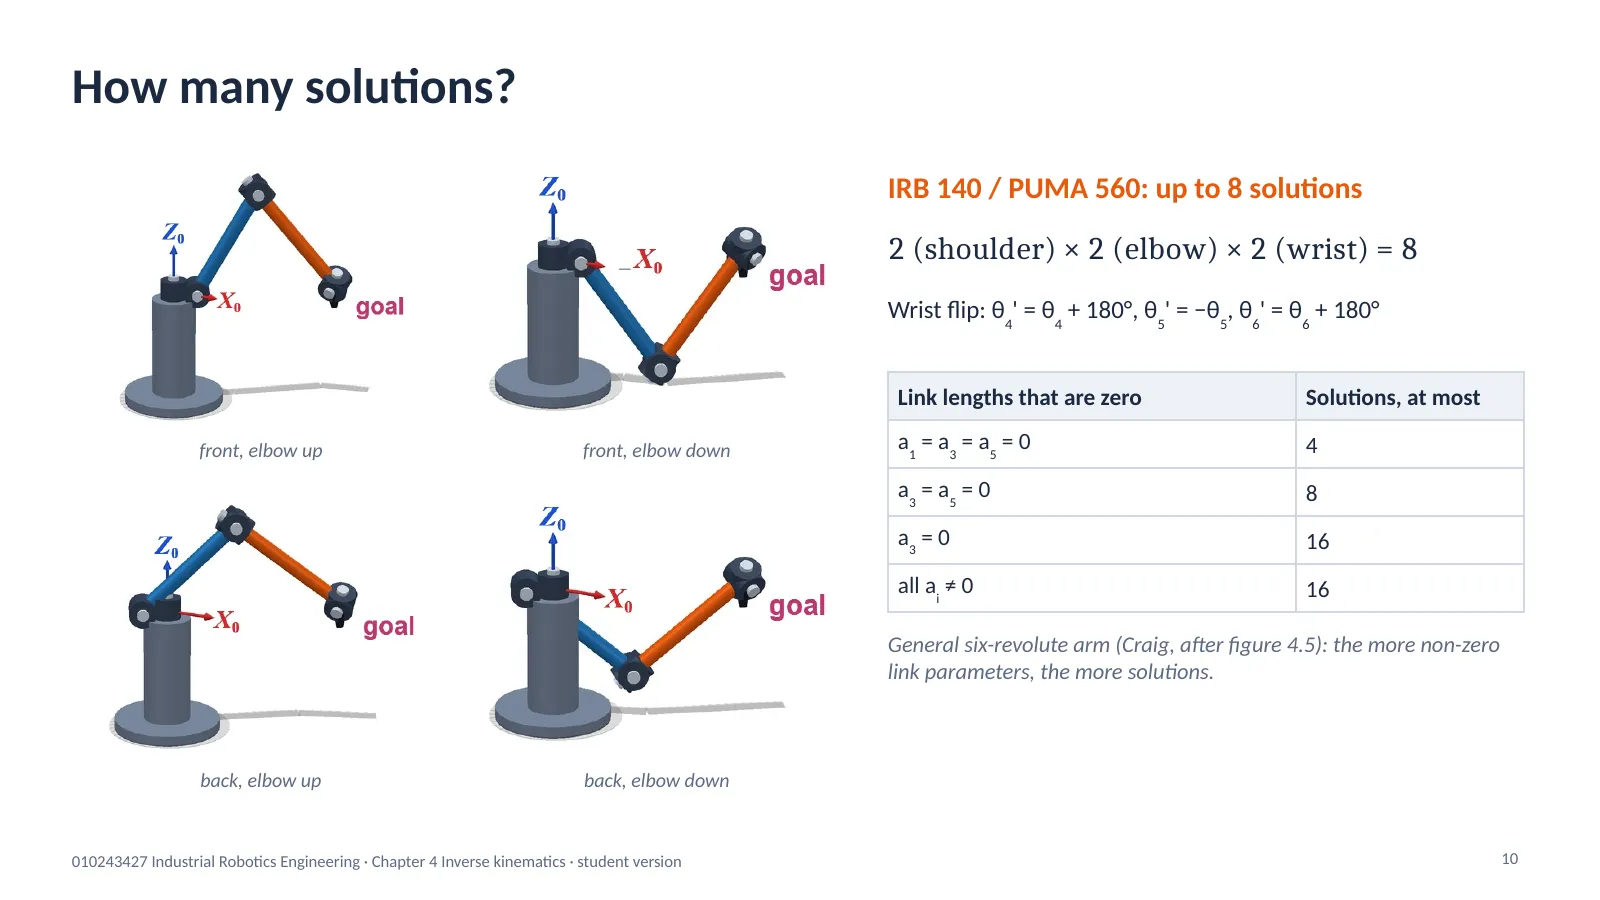 How many solutions?
Z₀
X₀
goal
front, elbow up
Z₀
X₀
goal
front, elbow down
Z₀
X₀
goal
back, elbow up
Z₀
X₀
goal
back, elbow down
IRB 140 / PUMA 560: up to 8 solutions
2 (shoulder) × 2 (elbow) × 2 (wrist) = 8
Wrist flip: θ₄' = θ₄ + 180°, θ₅' = −θ₅, θ₆' = θ₆ + 180°
Link lengths that are zero | Solutions, at most
a₁ = a₃ = a₅ = 0 | 4
a₃ = a₅ = 0 | 8
a₃ = 0 | 16
all aᵢ ≠ 0 | 16
General six-revolute arm (Craig, after figure 4.5): the more non-zero
link parameters, the more solutions.
010243427 Industrial Robotics Engineering · Chapter 4 Inverse kinematics · student version
10